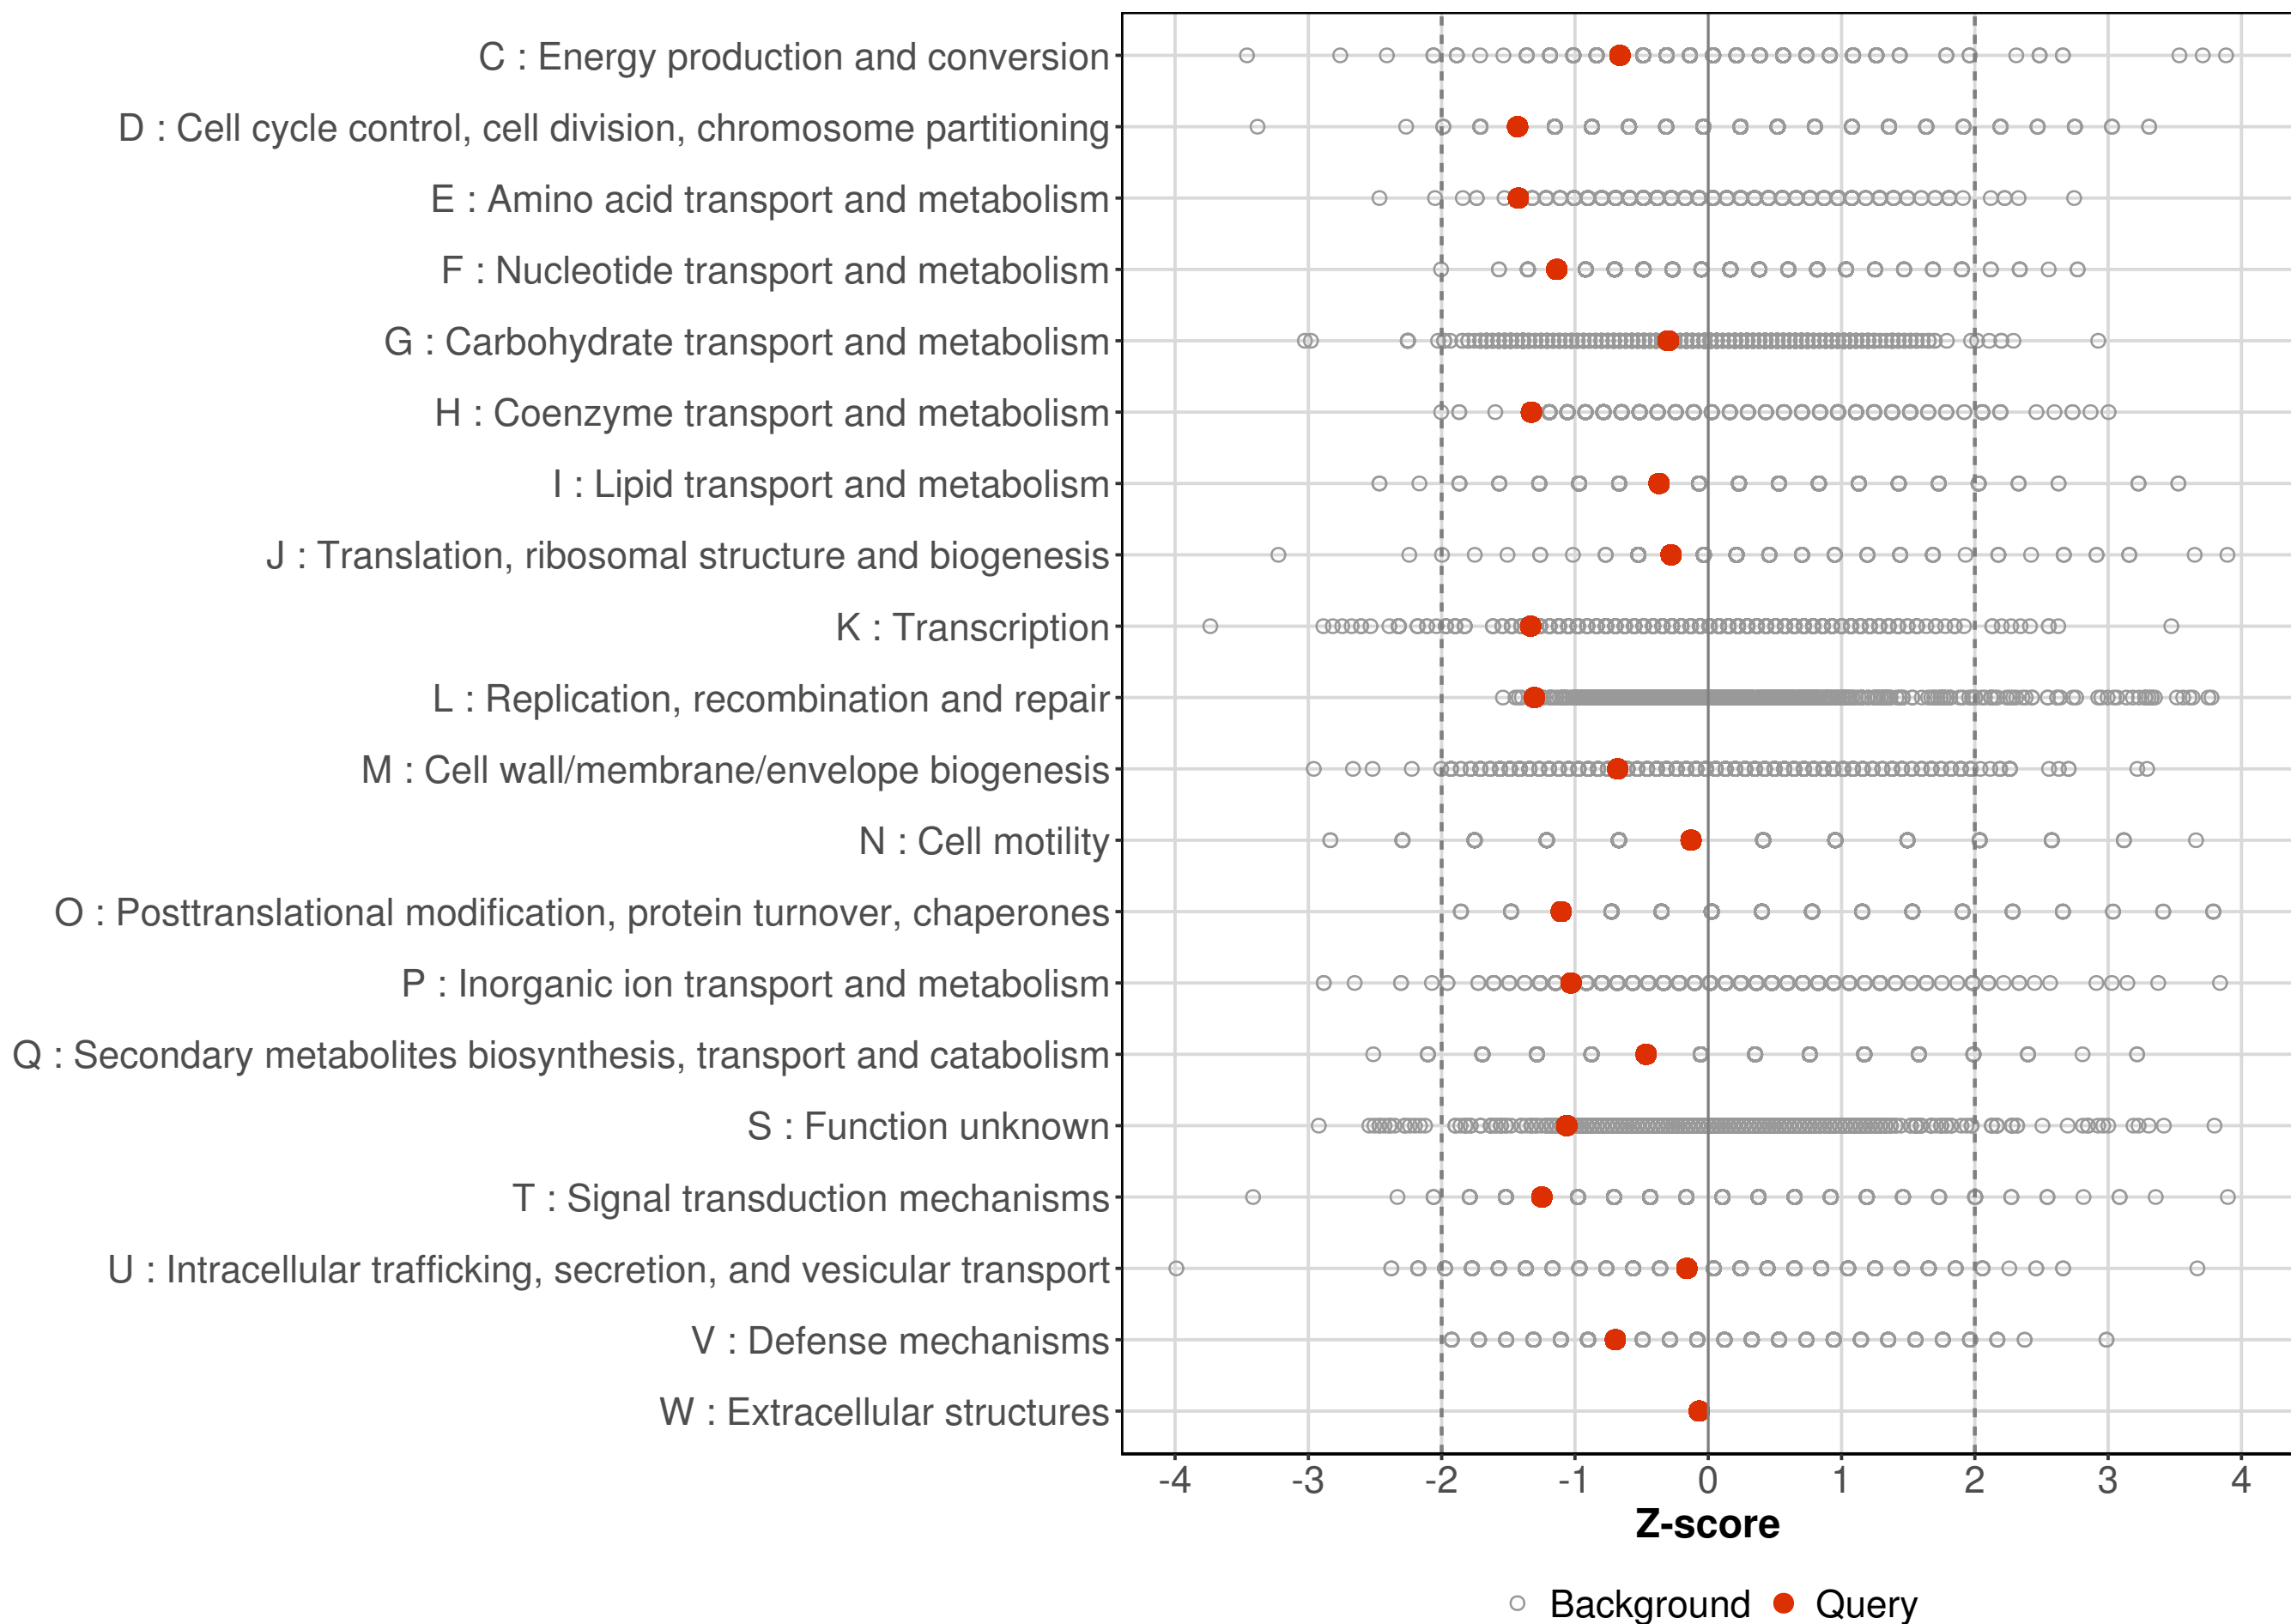 C : Energy production and conversion
D : Cell cycle control, cell division, chromosome partitioning
E : Amino acid transport and metabolism
F : Nucleotide transport and metabolism
G : Carbohydrate transport and metabolism
H : Coenzyme transport and metabolism
I : Lipid transport and metabolism
J : Translation, ribosomal structure and biogenesis
K : Transcription
L : Replication, recombination and repair
M : Cell wall/membrane/envelope biogenesis
N : Cell motility
O : Posttranslational modification, protein turnover, chaperones
P : Inorganic ion transport and metabolism
Q : Secondary metabolites biosynthesis, transport and catabolism
S : Function unknown
T : Signal transduction mechanisms
U : Intracellular trafficking, secretion, and vesicular transport
V : Defense mechanisms
W : Extracellular structures
-4 -3 -2 -1 0 1 2 3 4
Z-score
Background Query